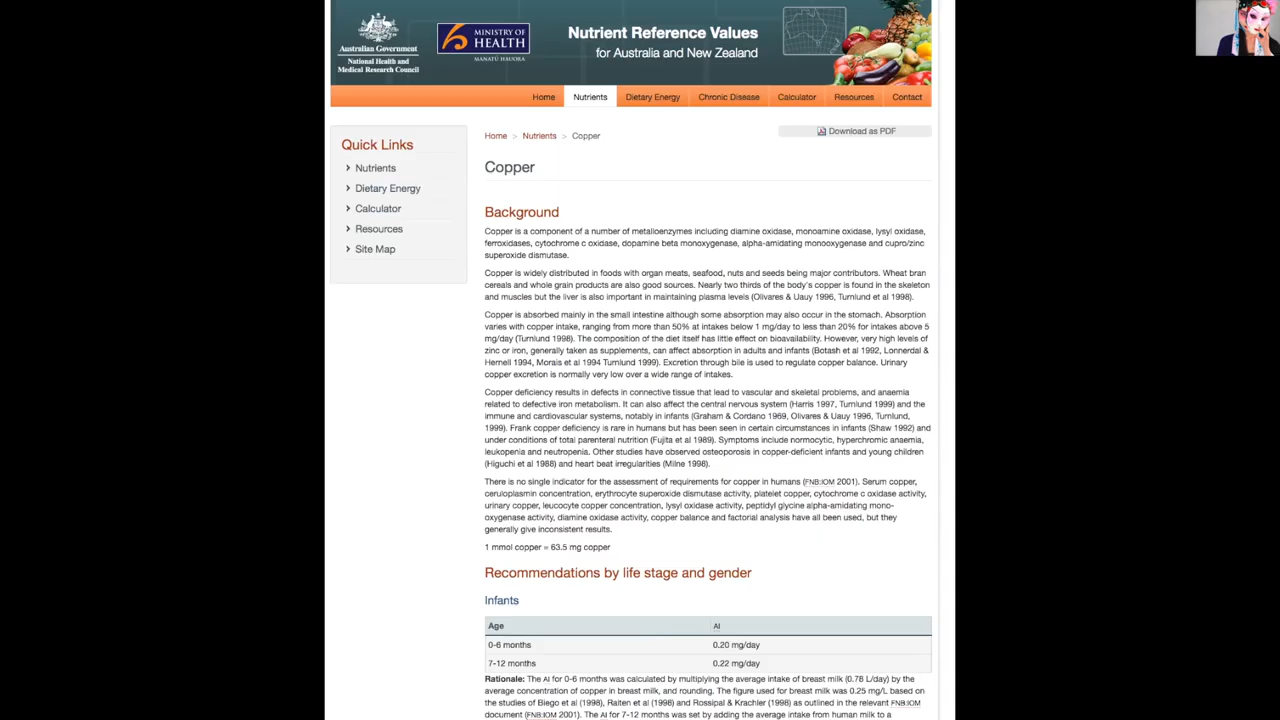 Australian Government
National Health and
Medical Research Council
MINISTRY OF
HEALTH
MANATŪ HAUORA
Nutrient Reference Values
for Australia and New Zealand
Home Nutrients Dietary Energy Chronic Disease Calculator Resources Contact
Quick Links
Nutrients
Dietary Energy
Calculator
Resources
Site Map
Home > Nutrients > Copper
Download as PDF
Copper
Background
Copper is a component of a number of metalloenzymes including diamine oxidase, monoamine oxidase, lysyl oxidase,
ferroxidases, cytochrome c oxidase, dopamine beta monoxygenase, alpha-amidating monooxygenase and cupro/zinc
superoxide dismutase.
Copper is widely distributed in foods with organ meats, seafood, nuts and seeds being major contributors. Wheat bran
cereals and whole grain products are also good sources. Nearly two thirds of the body's copper is found in the skeleton
and muscles but the liver is also important in maintaining plasma levels (Olivares & Uauy 1996, Turnlund et al 1998).
Copper is absorbed mainly in the small intestine although some absorption may also occur in the stomach. Absorption
varies with copper intake, ranging from more than 50% at intakes below 1 mg/day to less than 20% for intakes above 5
mg/day (Turnlund 1998). The composition of the diet itself has little effect on bioavailability. However, very high levels of
zinc or iron, generally taken as supplements, can affect absorption in adults and infants (Botash et al 1992, Lonnerdal &
Hernell 1994, Morais et al 1994 Turnlund 1999). Excretion through bile is used to regulate copper balance. Urinary
copper excretion is normally very low over a wide range of intakes.
Copper deficiency results in defects in connective tissue that lead to vascular and skeletal problems, and anaemia
related to defective iron metabolism. It can also affect the central nervous system (Harris 1997, Turnlund 1999) and the
immune and cardiovascular systems, notably in infants (Graham & Cordano 1969, Olivares & Uauy 1996, Turnlund,
1999). Frank copper deficiency is rare in humans but has been seen in certain circumstances in infants (Shaw 1992) and
under conditions of total parenteral nutrition (Fujita et al 1989). Symptoms include normocytic, hyperchromic anaemia,
leukopenia and neutropenia. Other studies have observed osteoporosis in copper-deficient infants and young children
(Higuchi et al 1988) and heart beat irregularities (Milne 1998).
There is no single indicator for the assessment of requirements for copper in humans (FNB:IOM 2001). Serum copper,
ceruloplasmin concentration, erythrocyte superoxide dismutase activity, platelet copper, cytochrome c oxidase activity,
urinary copper, leucocyte copper concentration, lysyl oxidase activity, peptidyl glycine alpha-amidating mono-
oxygenase activity, diamine oxidase activity, copper balance and factorial analysis have all been used, but they
generally give inconsistent results.
1 mmol copper = 63.5 mg copper
Recommendations by life stage and gender
Infants
Age AI
0-6 months 0.20 mg/day
7-12 months 0.22 mg/day
Rationale: The AI for 0-6 months was calculated by multiplying the average intake of breast milk (0.78 L/day) by the
average concentration of copper in breast milk, and rounding. The figure used for breast milk was 0.25 mg/L based on
the studies of Biego et al (1998), Raiten et al (1998) and Rossipal & Krachler (1998) as outlined in the relevant FNB:IOM
document (FNB:IOM 2001). The AI for 7-12 months was set by adding the average intake from human milk to a